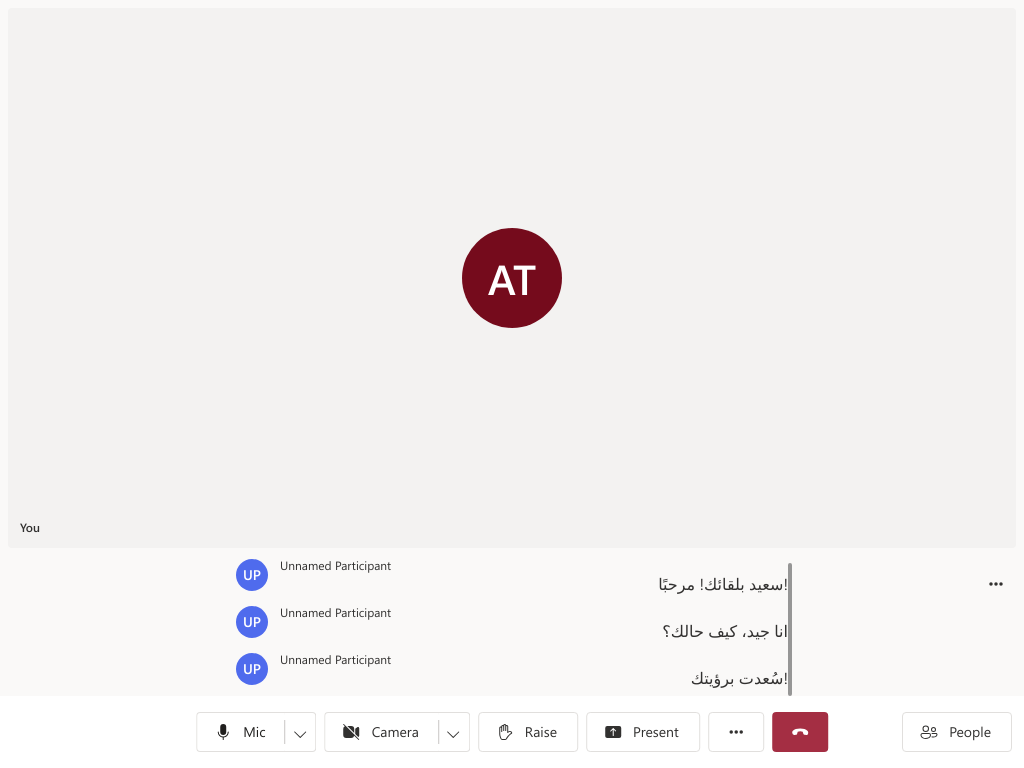 AT
You
UP Unnamed Participant
سعيد بلقائك! مرحبًا!
UP Unnamed Participant
انا جيد، كيف حالك؟
UP Unnamed Participant
سُعدت برؤيتك!
Mic
Camera
Raise
Present
People